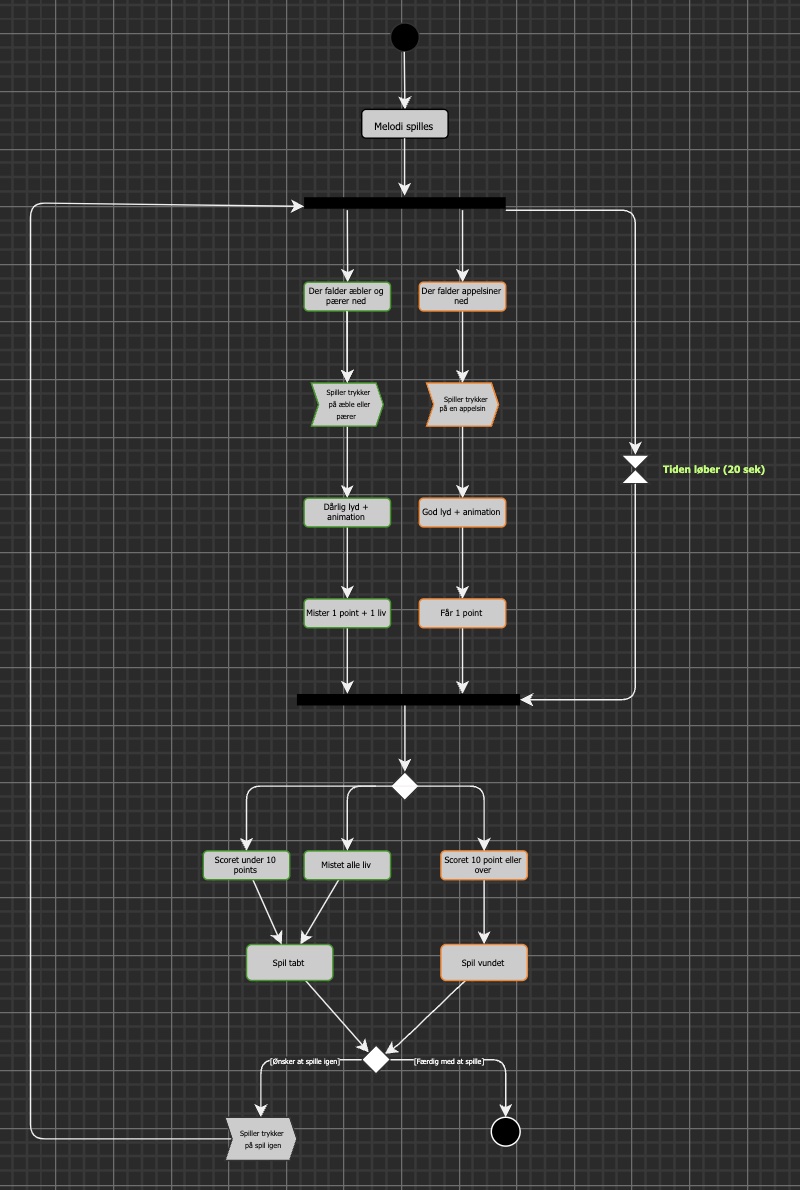 Melodi spilles
Der falder æbler og
pærer ned
Der falder appelsiner
ned
Spiller trykker
på æble eller
pærer
Spiller trykker
på en appelsin
Tiden løber (20 sek)
Dårlig lyd +
animation
God lyd + animation
Mister 1 point + 1 liv
Får 1 point
Scoret under 10
points
Mistet alle liv
Scoret 10 point eller
over
Spil tabt
Spil vundet
[Ønsker at spille igen]
[Færdig med at spille]
Spiller trykker
på spil igen